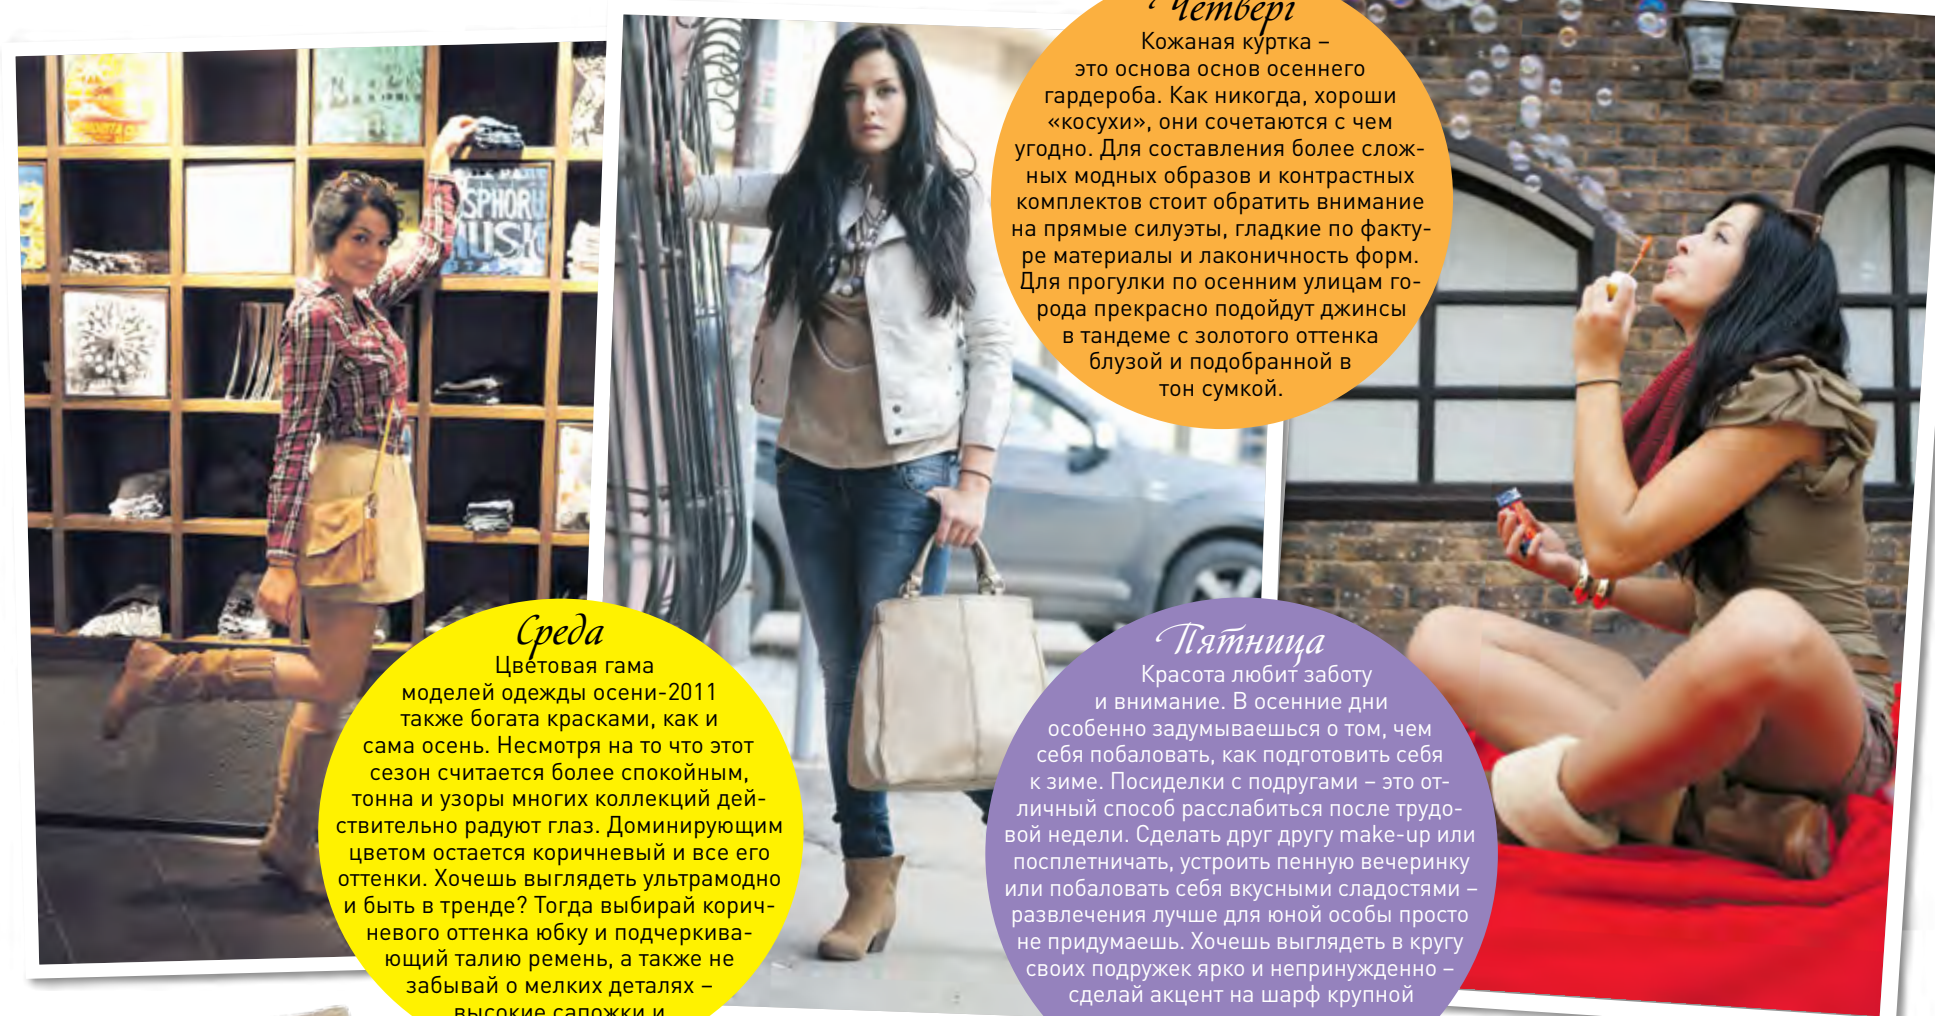 Четверг
Кожаная куртка –
это основа основ осеннего
гардероба. Как никогда, хороши
«косухи», они сочетаются с чем
угодно. Для составления более слож-
ных модных образов и контрастных
комплектов стоит обратить внимание
на прямые силуэты, гладкие по факту-
ре материалы и лаконичность форм.
Для прогулки по осенним улицам го-
рода прекрасно подойдут джинсы
в тандеме с золотого оттенка
блузой и подобранной в
тон сумкой.
Среда
Цветовая гама
моделей одежды осени-2011
также богата красками, как и
сама осень. Несмотря на то что этот
сезон считается более спокойным,
тонна и узоры многих коллекций дей-
ствительно радуют глаз. Доминирующим
цветом остается коричневый и все его
оттенки. Хочешь выглядеть ультрамодно
и быть в тренде? Тогда выбирай корич-
невого оттенка юбку и подчеркива-
ющий талию ремень, а также не
забывай о мелких деталях –
высокие сапожки и
Пятница
Красота любит заботу
и внимание. В осенние дни
особенно задумываешься о том, чем
себя побаловать, как подготовить себя
к зиме. Посиделки с подругами – это от-
личный способ расслабиться после трудо-
вой недели. Сделать друг другу make-up или
посплетничать, устроить пенную вечеринку
или побаловать себя вкусными сладостями –
развлечения лучше для юной особы просто
не придумаешь. Хочешь выглядеть в кругу
своих подружек ярко и непринужденно –
сделай акцент на шарф крупной